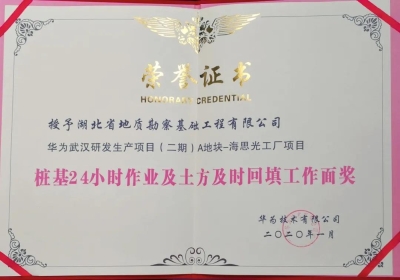 荣誉证书
HONORARY CREDENTIAL
授予湖北省地质勘察基础工程有限公司
华为武汉研发生产项目(二期)A地块-海思光工厂项目
桩基24小时作业及土方及时回填工作面奖
华为技术有限公司
二〇二〇年一月